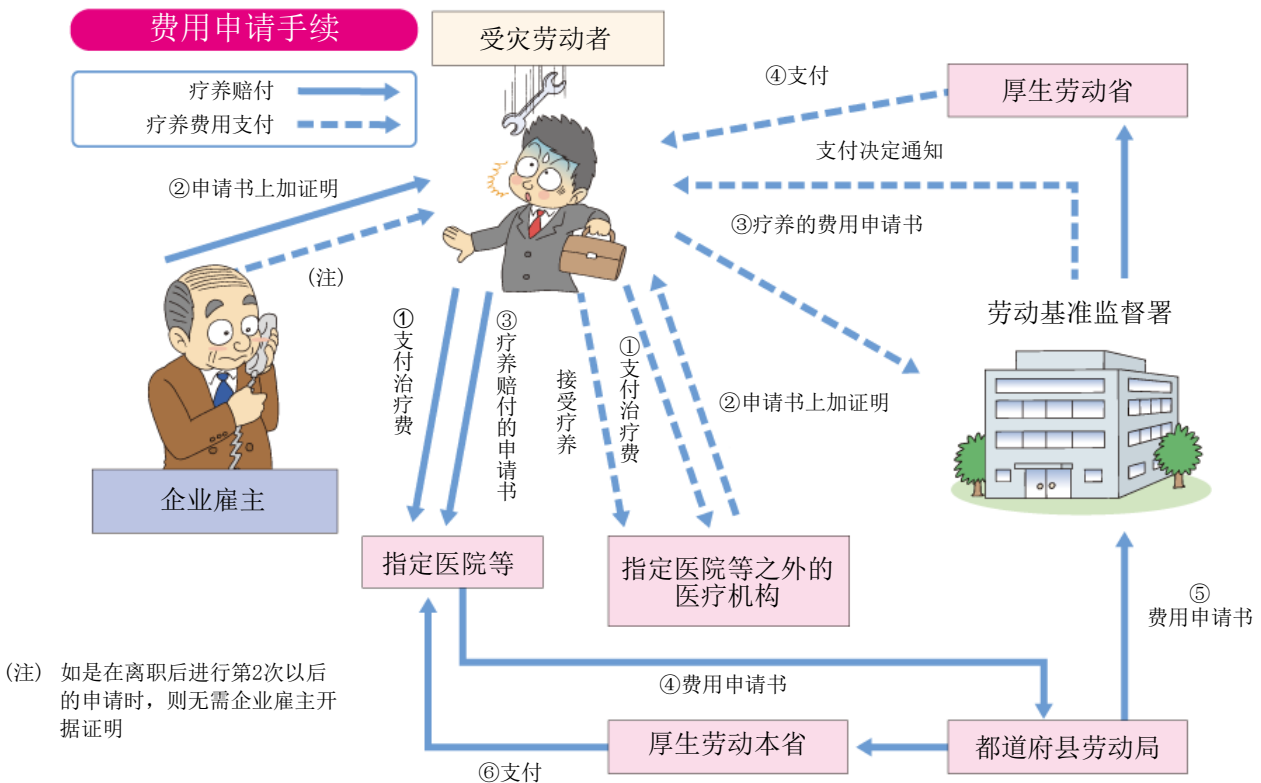 费用申请手续
受灾劳动者
疗养赔付
疗养费用支付
④支付
厚生劳动省
支付决定通知
②申请书上加证明
③疗养的费用申请书
(注)
劳动基准监督署
①支付治疗费
③疗养赔付的申请书
接受疗养
①支付治疗费
②申请书上加证明
企业雇主
指定医院等
指定医院等之外的
医疗机构
⑤
费用申请书
(注) 如是在离职后进行第2次以后
的申请时，则无需企业雇主开
据证明
④费用申请书
厚生劳动本省
都道府县劳动局
⑥支付